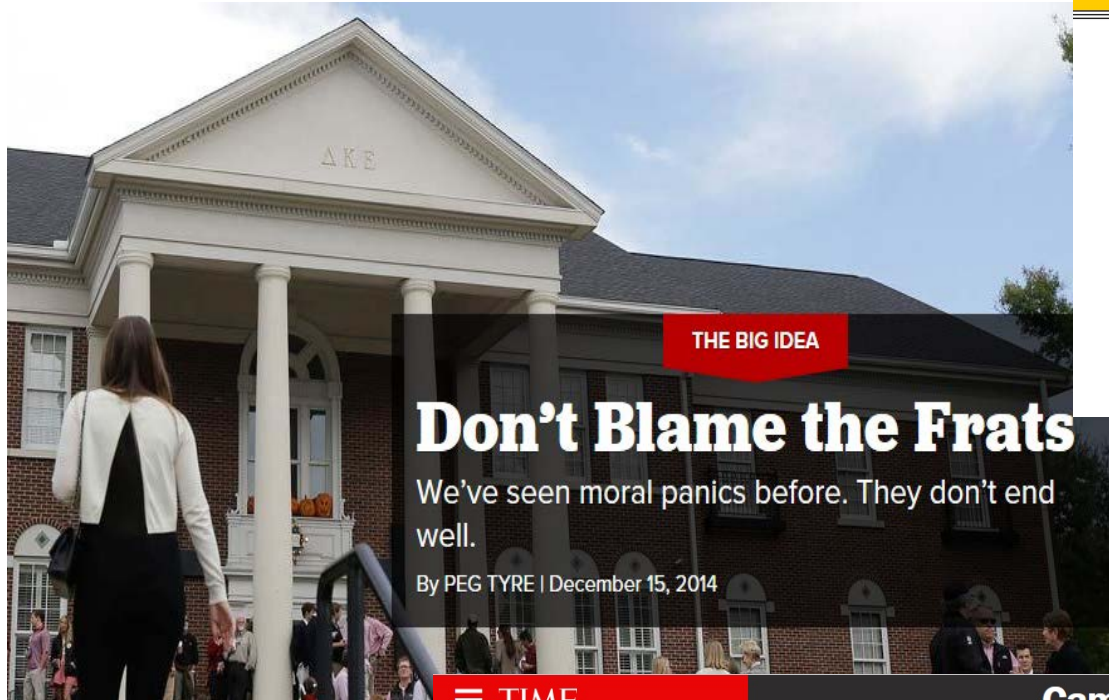 ΔΚΕ
THE BIG IDEA
Don't Blame the Frats
We've seen moral panics before. They don't end
well.
By PEG TYRE | December 15, 2014
TIME